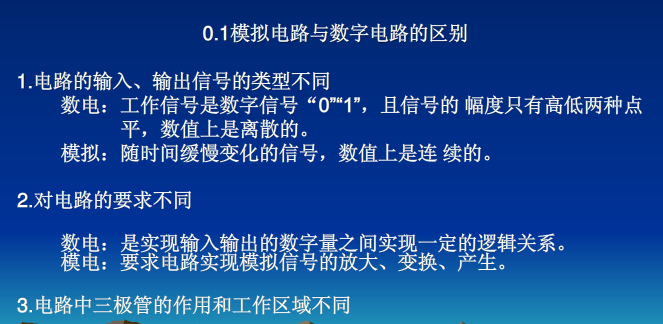 0.1模拟电路与数字电路的区别
1.电路的输入、输出信号的类型不同
数电：工作信号是数字信号“0”“1”，且信号的 幅度只有高低两种点
平，数值上是离散的。
模拟：随时间缓慢变化的信号，数值上是连 续的。
2.对电路的要求不同
数电：是实现输入输出的数字量之间实现一定的逻辑关系。
模电：要求电路实现模拟信号的放大、变换、产生。
3.电路中三极管的作用和工作区域不同